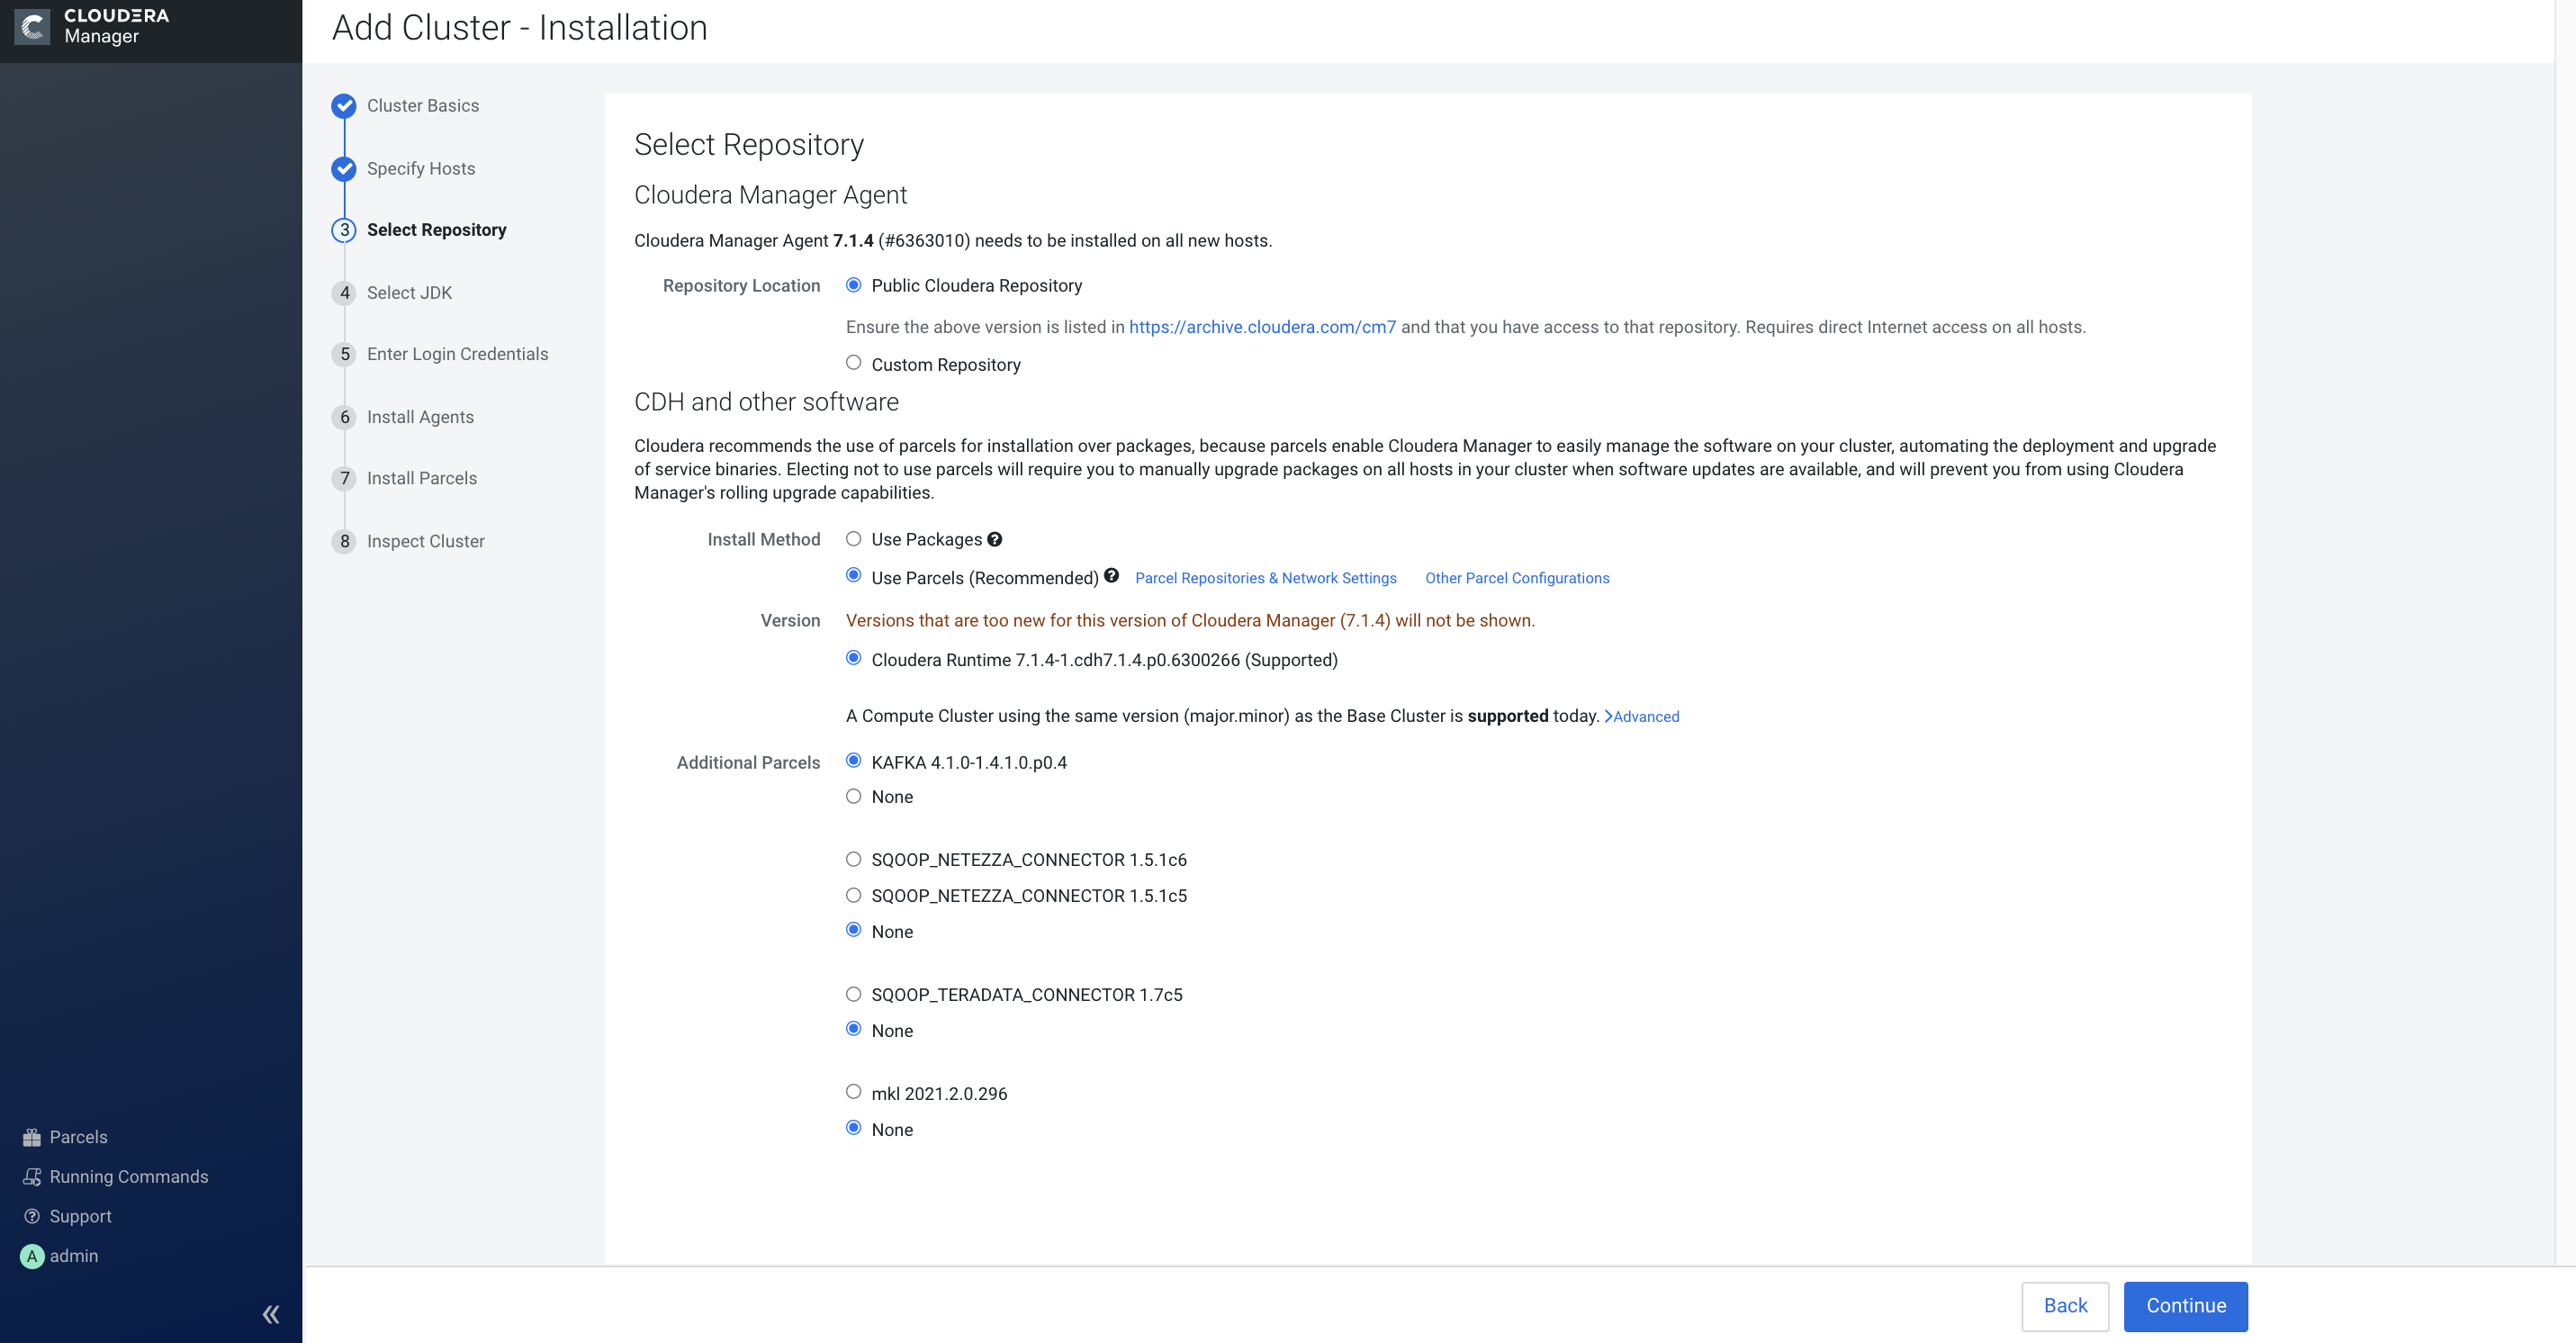 CLOUDERA
Manager
Add Cluster - Installation
Cluster Basics
Specify Hosts
3 Select Repository
4 Select JDK
5 Enter Login Credentials
6 Install Agents
7 Install Parcels
8 Inspect Cluster
Select Repository
Cloudera Manager Agent
Cloudera Manager Agent 7.1.4 (#6363010) needs to be installed on all new hosts.
Repository Location Public Cloudera Repository
Ensure the above version is listed in https://archive.cloudera.com/cm7 and that you have access to that repository. Requires direct Internet access on all hosts.
Custom Repository
CDH and other software
Cloudera recommends the use of parcels for installation over packages, because parcels enable Cloudera Manager to easily manage the software on your cluster, automating the deployment and upgrade
of service binaries. Electing not to use parcels will require you to manually upgrade packages on all hosts in your cluster when software updates are available, and will prevent you from using Cloudera
Manager's rolling upgrade capabilities.
Install Method Use Packages ?
Use Parcels (Recommended) ? Parcel Repositories & Network Settings Other Parcel Configurations
Version Versions that are too new for this version of Cloudera Manager (7.1.4) will not be shown.
Cloudera Runtime 7.1.4-1.cdh7.1.4.p0.6300266 (Supported)
A Compute Cluster using the same version (major.minor) as the Base Cluster is supported today. >Advanced
Additional Parcels KAFKA 4.1.0-1.4.1.0.p0.4
None
SQOOP_NETEZZA_CONNECTOR 1.5.1c6
SQOOP_NETEZZA_CONNECTOR 1.5.1c5
None
SQOOP_TERADATA_CONNECTOR 1.7c5
None
mkl 2021.2.0.296
None
Parcels
Running Commands
? Support
A admin
Back Continue